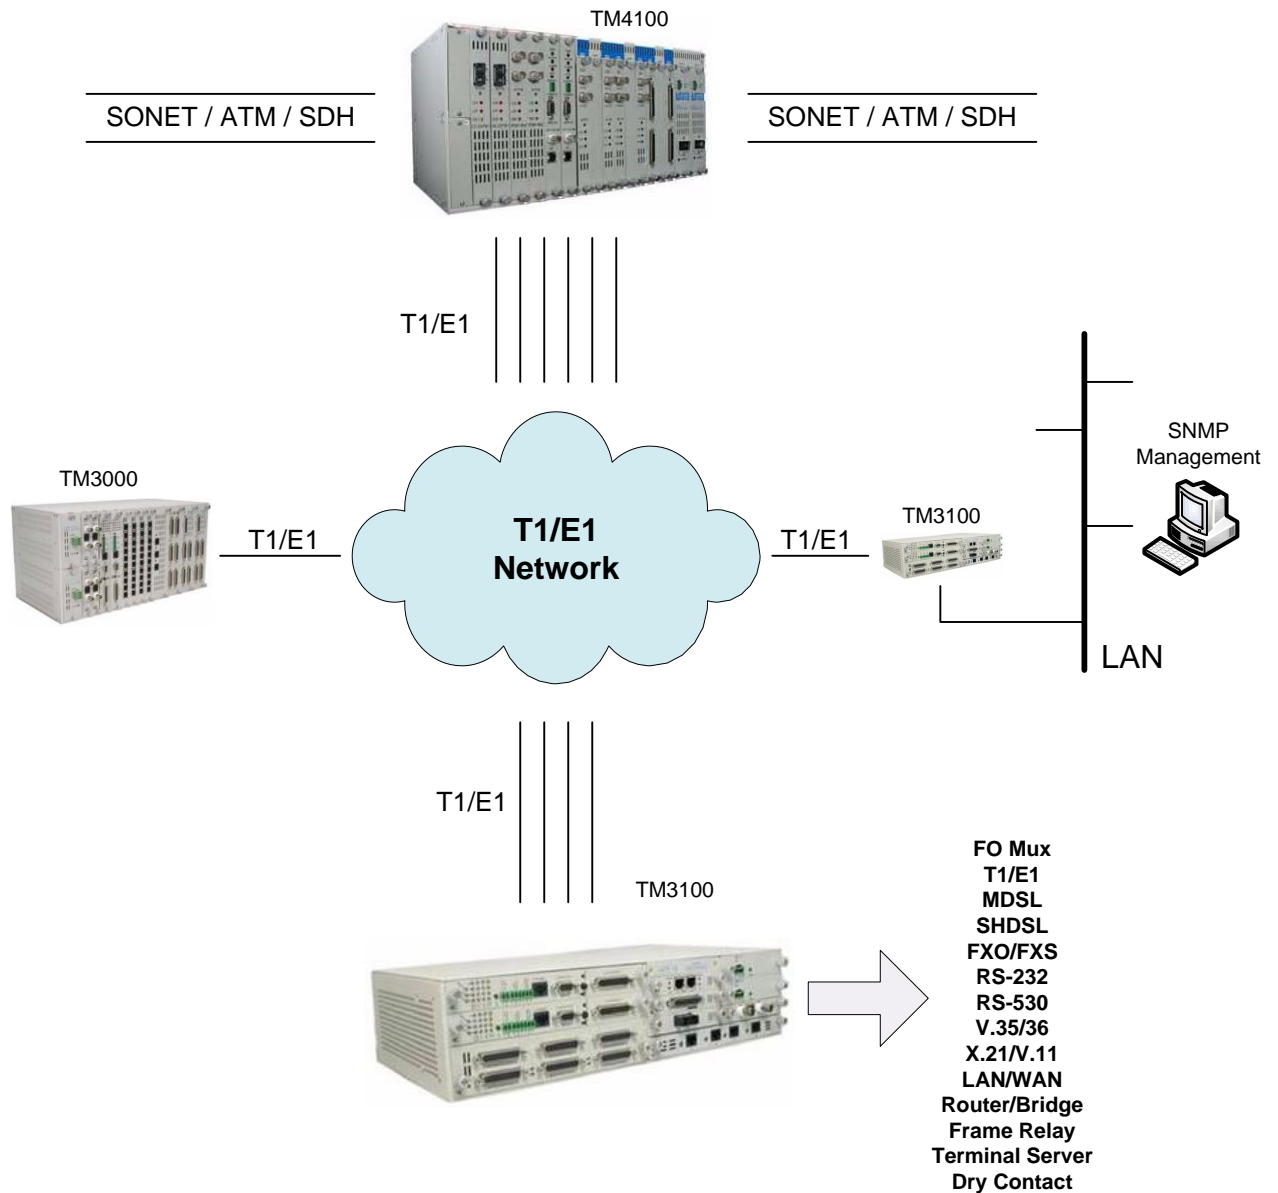 TM4100
SONET / ATM / SDH
SONET / ATM / SDH
T1/E1
SNMP
Management
TM3000
T1/E1
T1/E1
Network
T1/E1
TM3100
LAN
T1/E1
TM3100
FO Mux
T1/E1
MDSL
SHDSL
FXO/FXS
RS-232
RS-530
V.35/36
X.21/V.11
LAN/WAN
Router/Bridge
Frame Relay
Terminal Server
Dry Contact